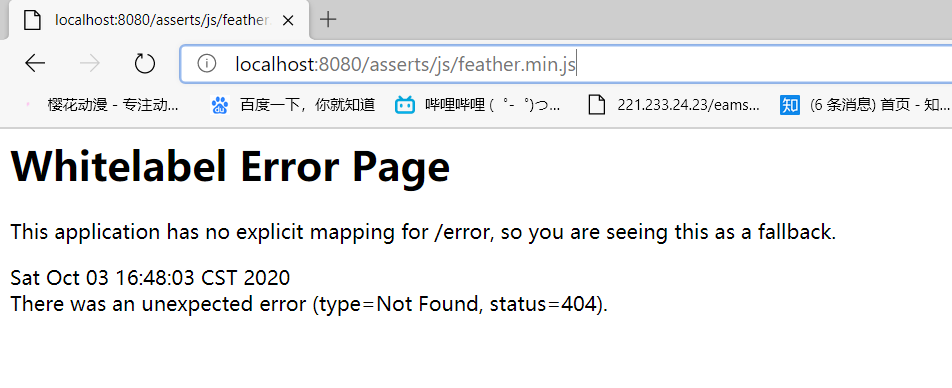 localhost:8080/asserts/js/feather
localhost:8080/asserts/js/feather.min.js
樱花动漫 - 专注动...
百度一下，你就知道
哔哩哔哩 ( ゜- ゜)つ...
221.233.24.23/eams...
知
(6 条消息) 首页 - 知...
Whitelabel Error Page
This application has no explicit mapping for /error, so you are seeing this as a fallback.
Sat Oct 03 16:48:03 CST 2020
There was an unexpected error (type=Not Found, status=404).